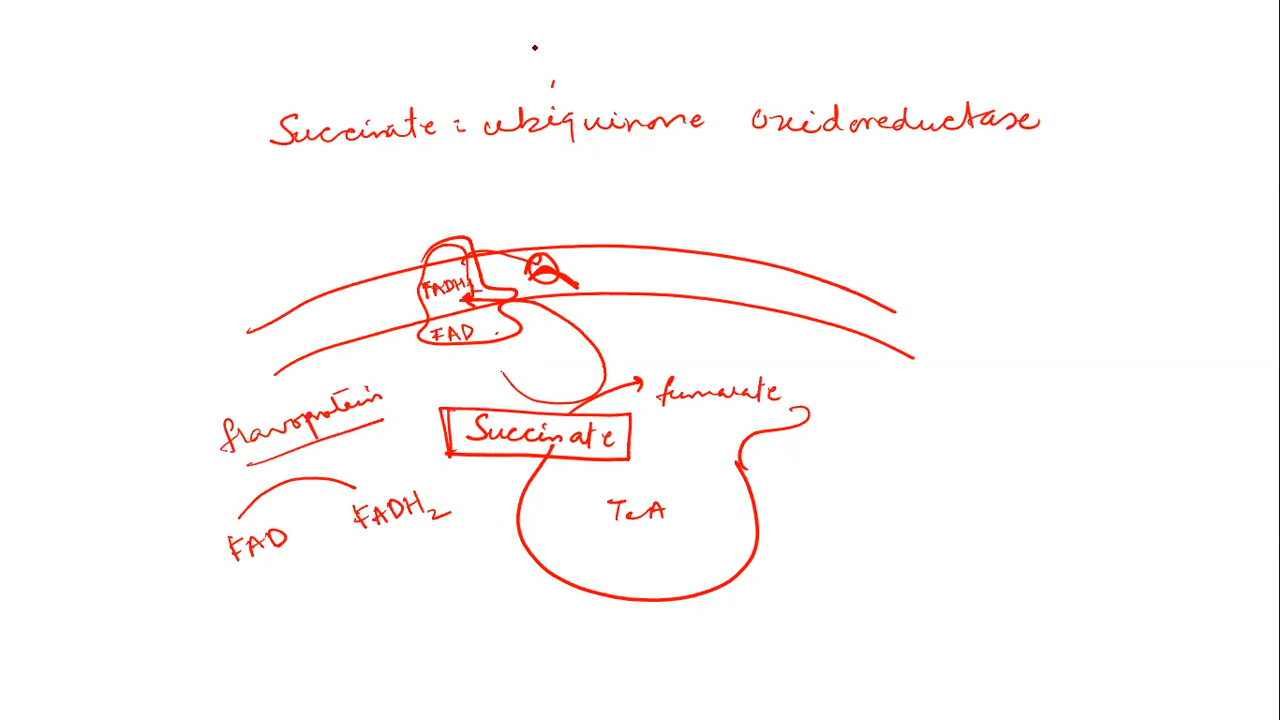 Succinate : ubiquinone oxidoreductase
Q
FADH2
FAD
fumarate
flavoprotein
Succinate
TCA
FADH2
FAD